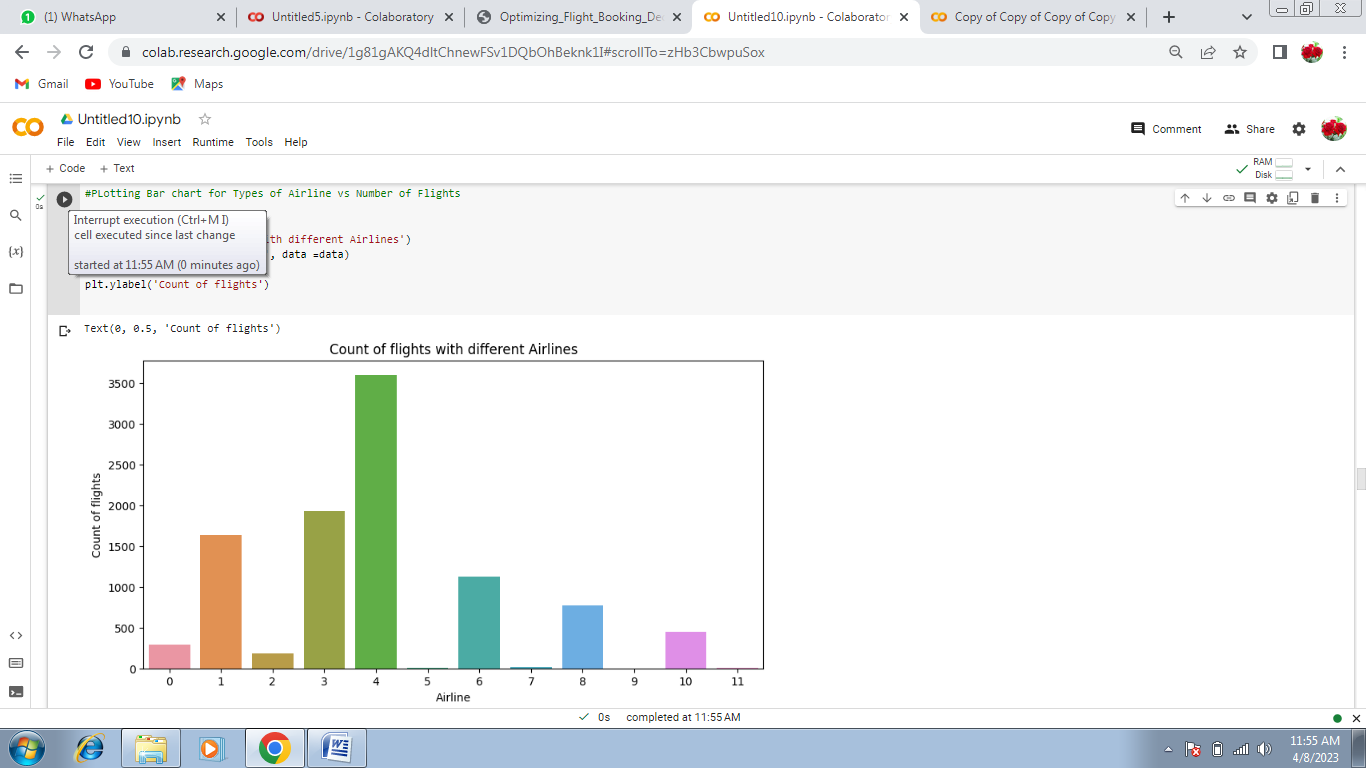 (1) WhatsApp
Untitled5.ipynb - Colaboratory
Optimizing_Flight_Booking_De
Untitled10.ipynb - Colaborator
Copy of Copy of Copy of Copy
colab.research.google.com/drive/1g81gAKQ4dltChnewFSv1DQbOhBeknk1I#scrollTo=zHb3CbwpuSox
Gmail YouTube Maps
Untitled10.ipynb
File Edit View Insert Runtime Tools Help
Comment Share
+ Code + Text
RAM
Disk
0s
#PLotting Bar chart for Types of Airline vs Number of Flights
Interrupt execution (Ctrl+M I)
cell executed since last change
started at 11:55 AM (0 minutes ago)
th different Airlines')
, data =data)
plt.ylabel('Count of flights')
Text(0, 0.5, 'Count of flights')
Count of flights with different Airlines
3500
3000
2500
2000
1500
1000
500
0
Count of flights
0 1 2 3 4 5 6 7 8 9 10 11
Airline
0s completed at 11:55 AM
11:55 AM
4/8/2023